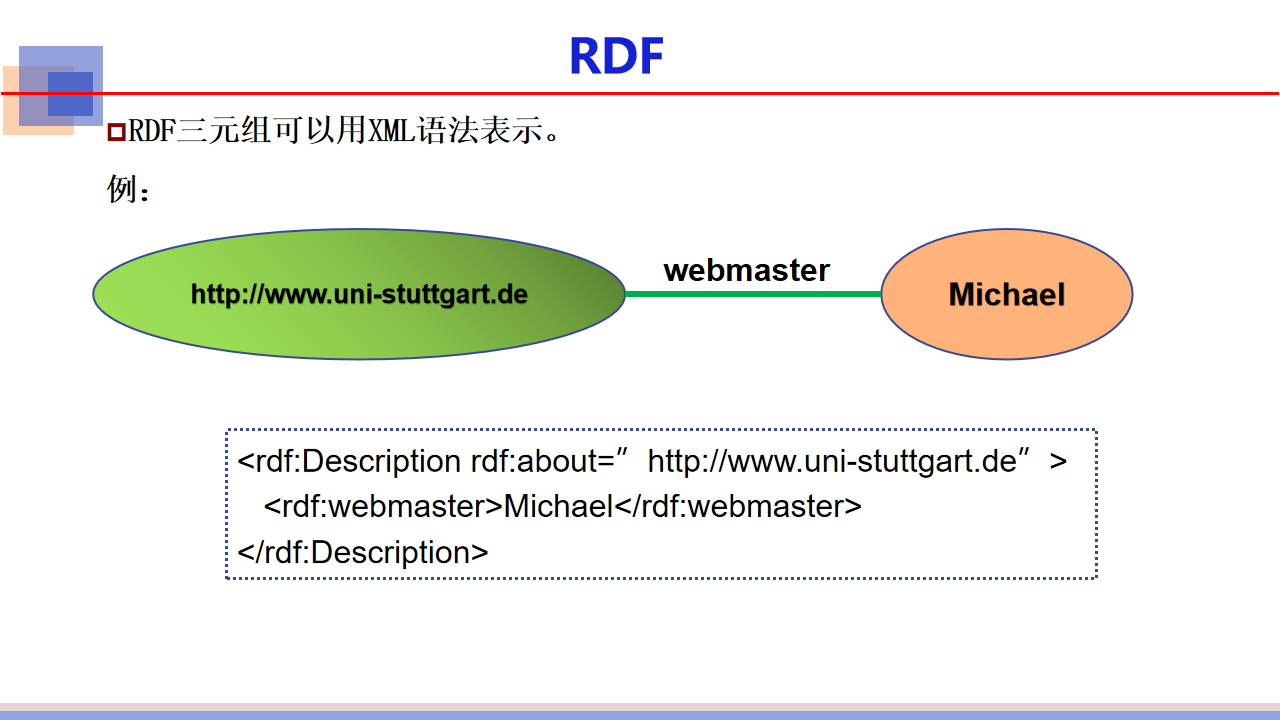 RDF
RDF三元组可以用XML语法表示。
例：
http://www.uni-stuttgart.de
webmaster
Michael
<rdf:Description rdf:about=” http://www.uni-stuttgart.de” >
<rdf:webmaster>Michael</rdf:webmaster>
</rdf:Description>